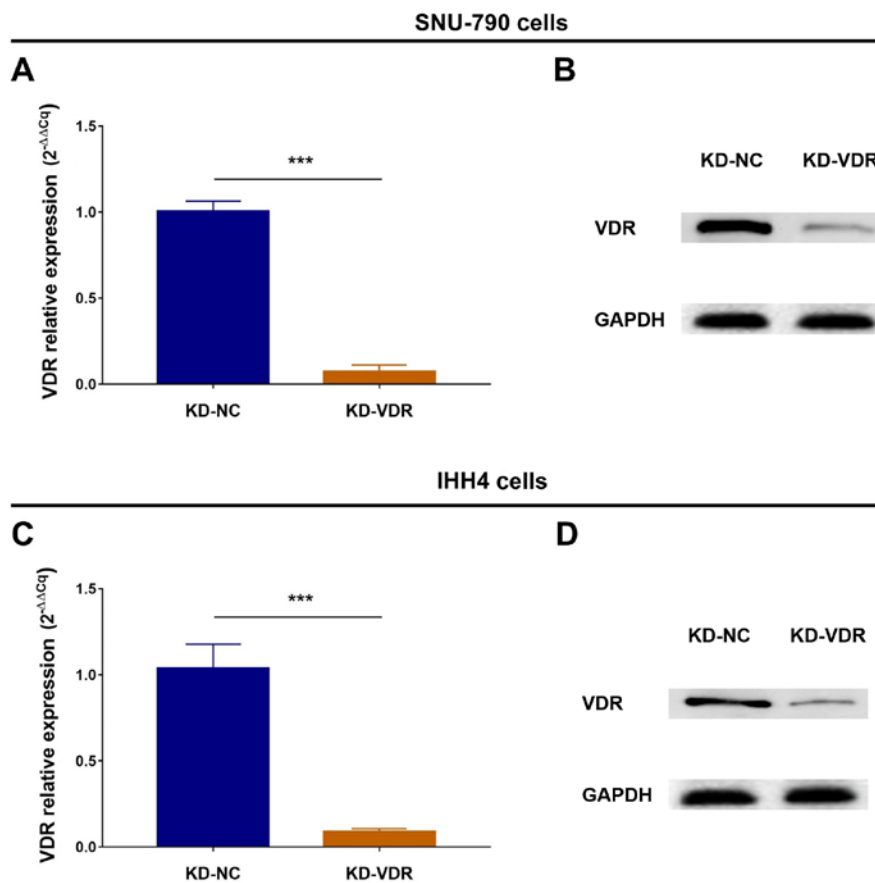 SNU-790 cells
A
B
VDR relative expression (2^-ΔΔCq)
1.5
1.0
0.5
0.0
***
KD-NC
KD-VDR
KD-NC KD-VDR
VDR
GAPDH
IHH4 cells
C
D
VDR relative expression (2^-ΔΔCq)
1.5
1.0
0.5
0.0
***
KD-NC
KD-VDR
KD-NC KD-VDR
VDR
GAPDH